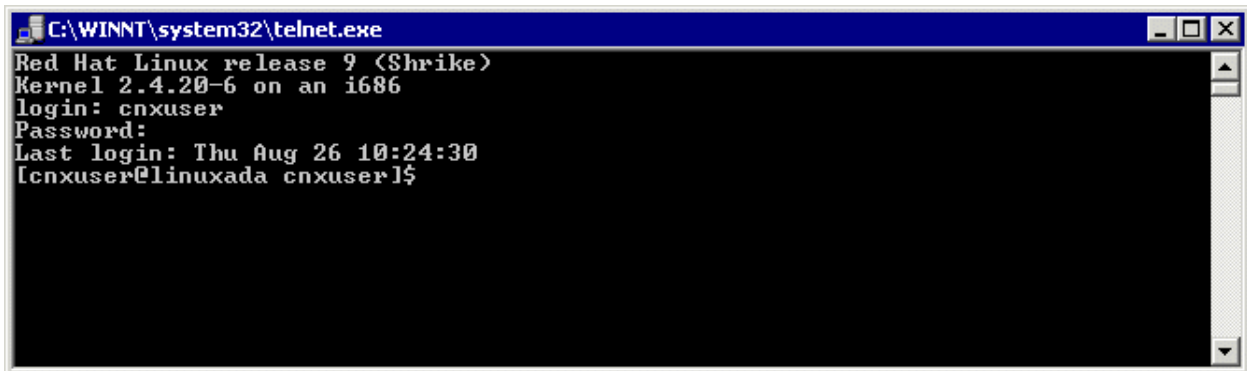 C:\WINNT\system32\telnet.exe
Red Hat Linux release 9 (Shrike)
Kernel 2.4.20-6 on an i686
login: cnxuser
Password:
Last login: Thu Aug 26 10:24:30
[cnxuser@linuxada cnxuser]$